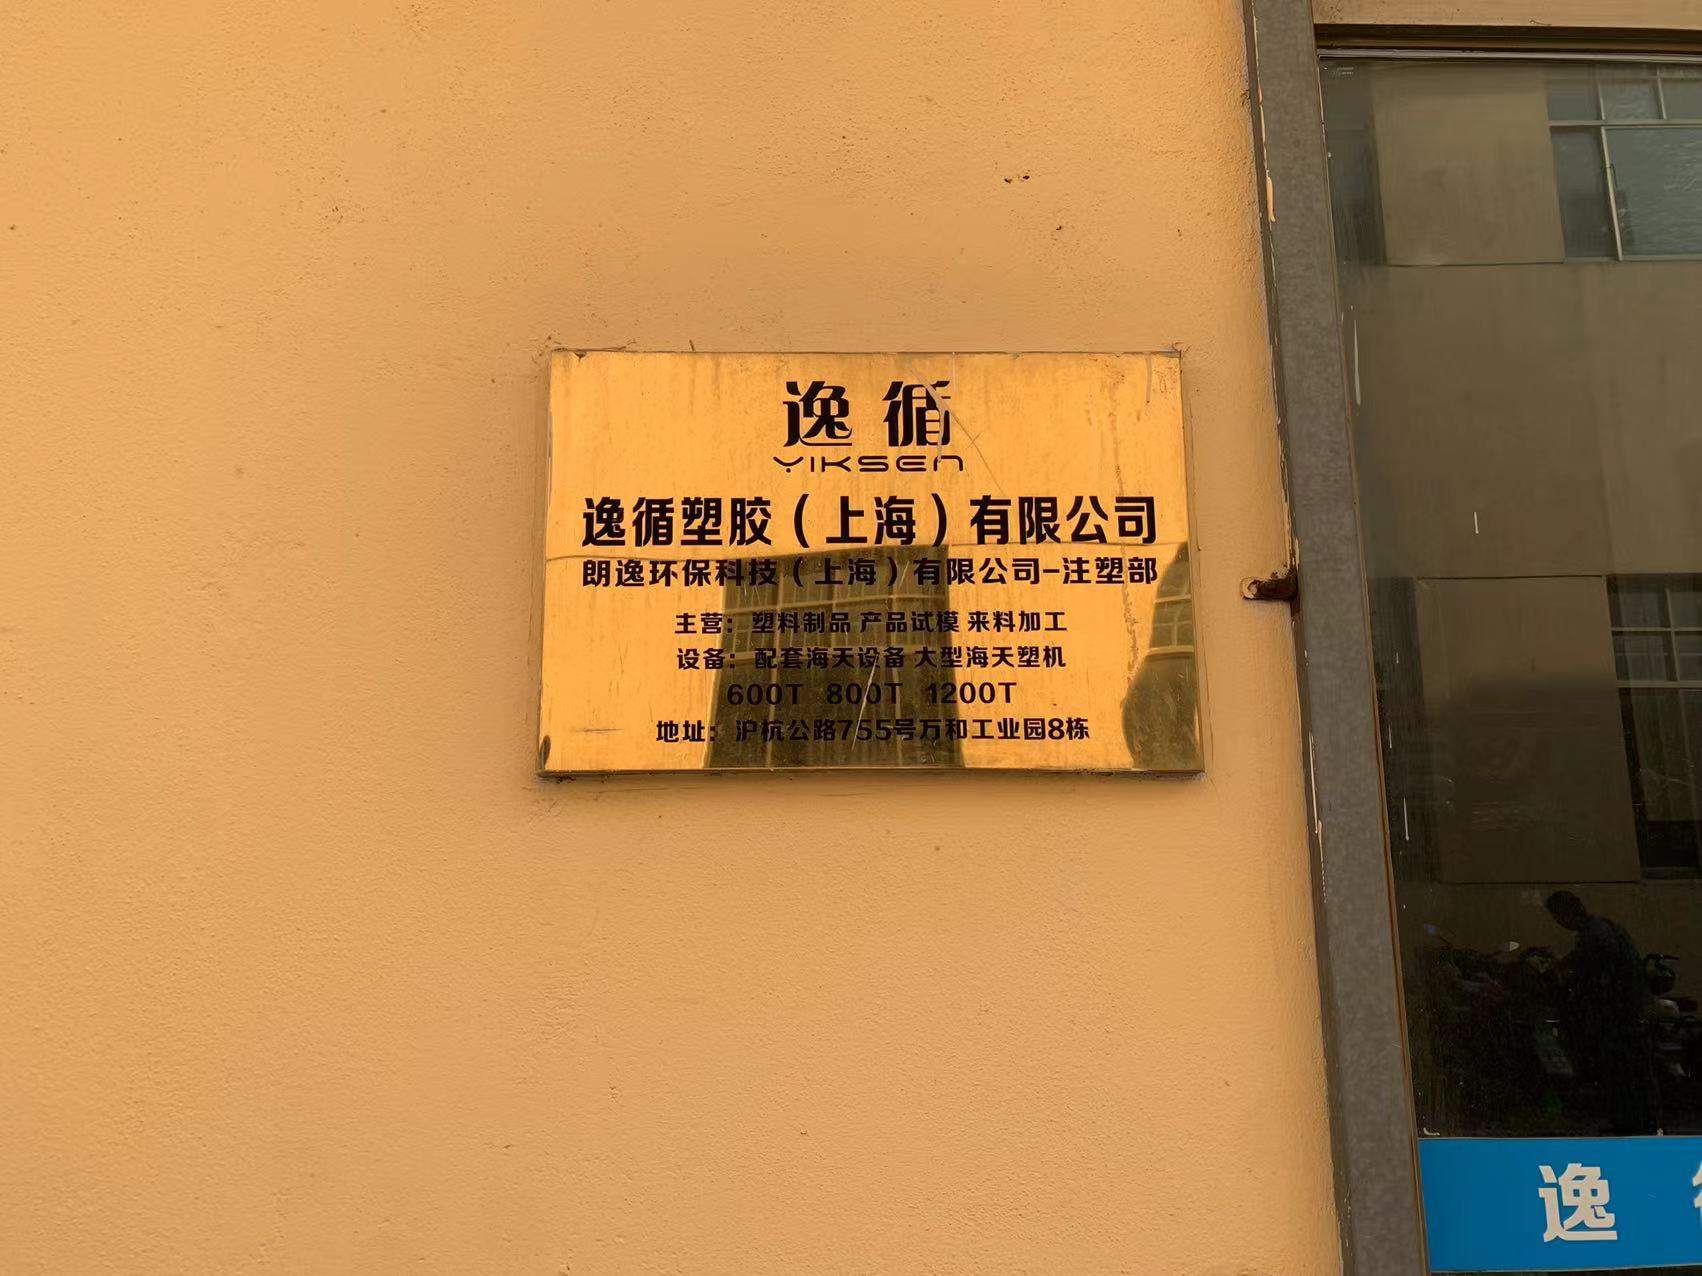 逸循
YIKSEN
逸循塑胶（上海）有限公司
朗逸环保科技（上海）有限公司-注塑部
主营：塑料制品 产品试模 来料加工
设备：配套海天设备 大型海天塑机
600T 800T 1200T
地址：沪杭公路755号万和工业园8栋
逸